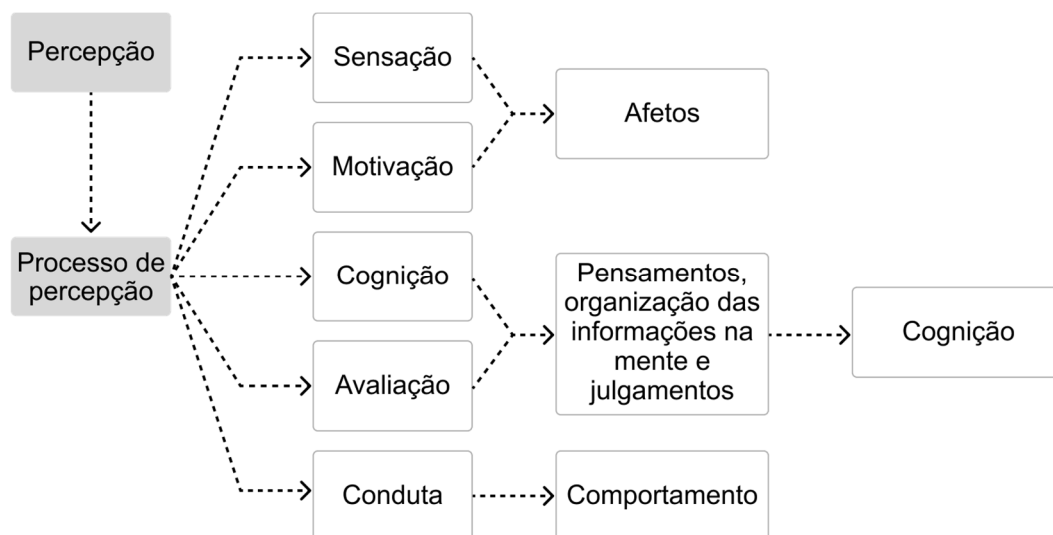 Percepção
Sensação
Afetos
Motivação
Processo de
percepção
Cognição
Pensamentos,
organização das
informações na
mente e
julgamentos
Cognição
Avaliação
Conduta
Comportamento